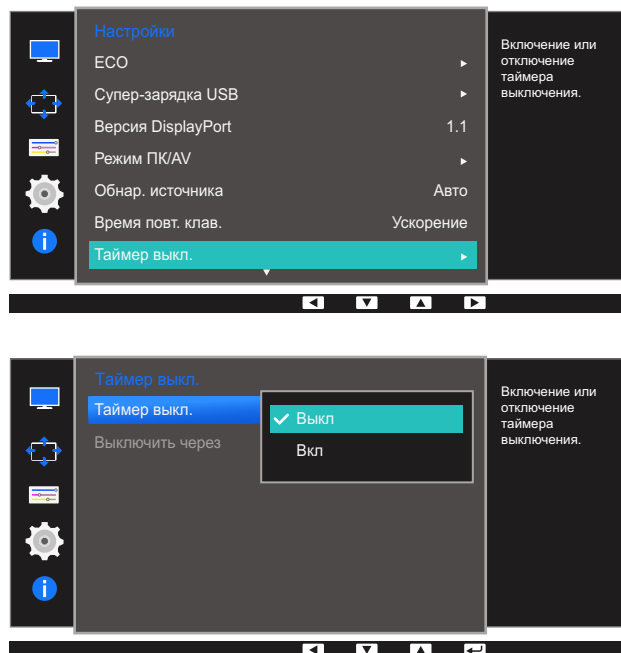 Настройки
ECO
Супер-зарядка USB
Версия DisplayPort 1.1
Режим ПК/AV
Обнар. источника Авто
Время повт. клав. Ускорение
Таймер выкл.
Включение или
отключение
таймера
выключения.
Таймер выкл.
Таймер выкл.
Выключить через
Выкл
Вкл
Включение или
отключение
таймера
выключения.